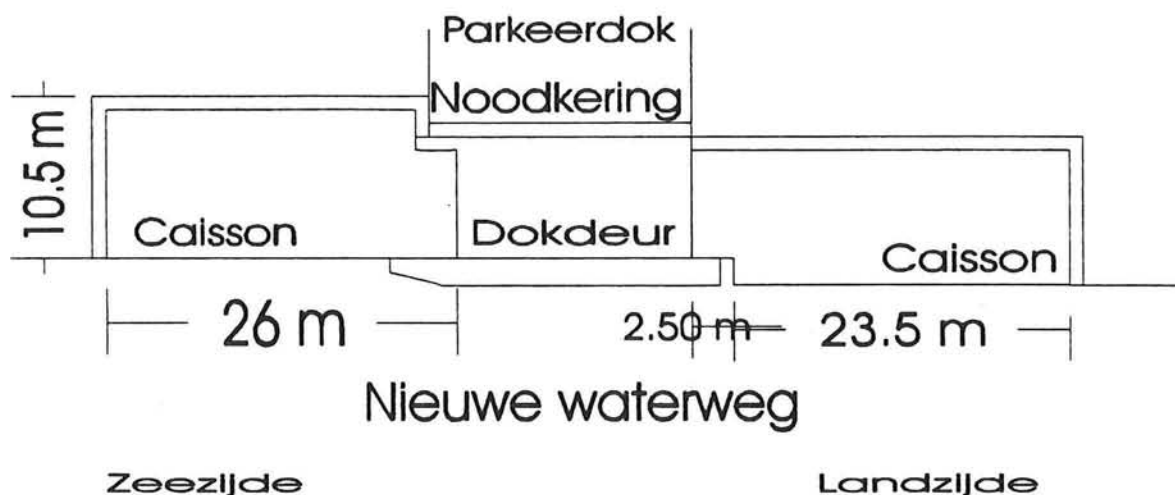 Parkeerdok
Noodkering
10.5 m
Caisson
Dokdeur
Caisson
26 m
2.50 m
23.5 m
Nieuwe waterweg
Zeezijde
Landzijde